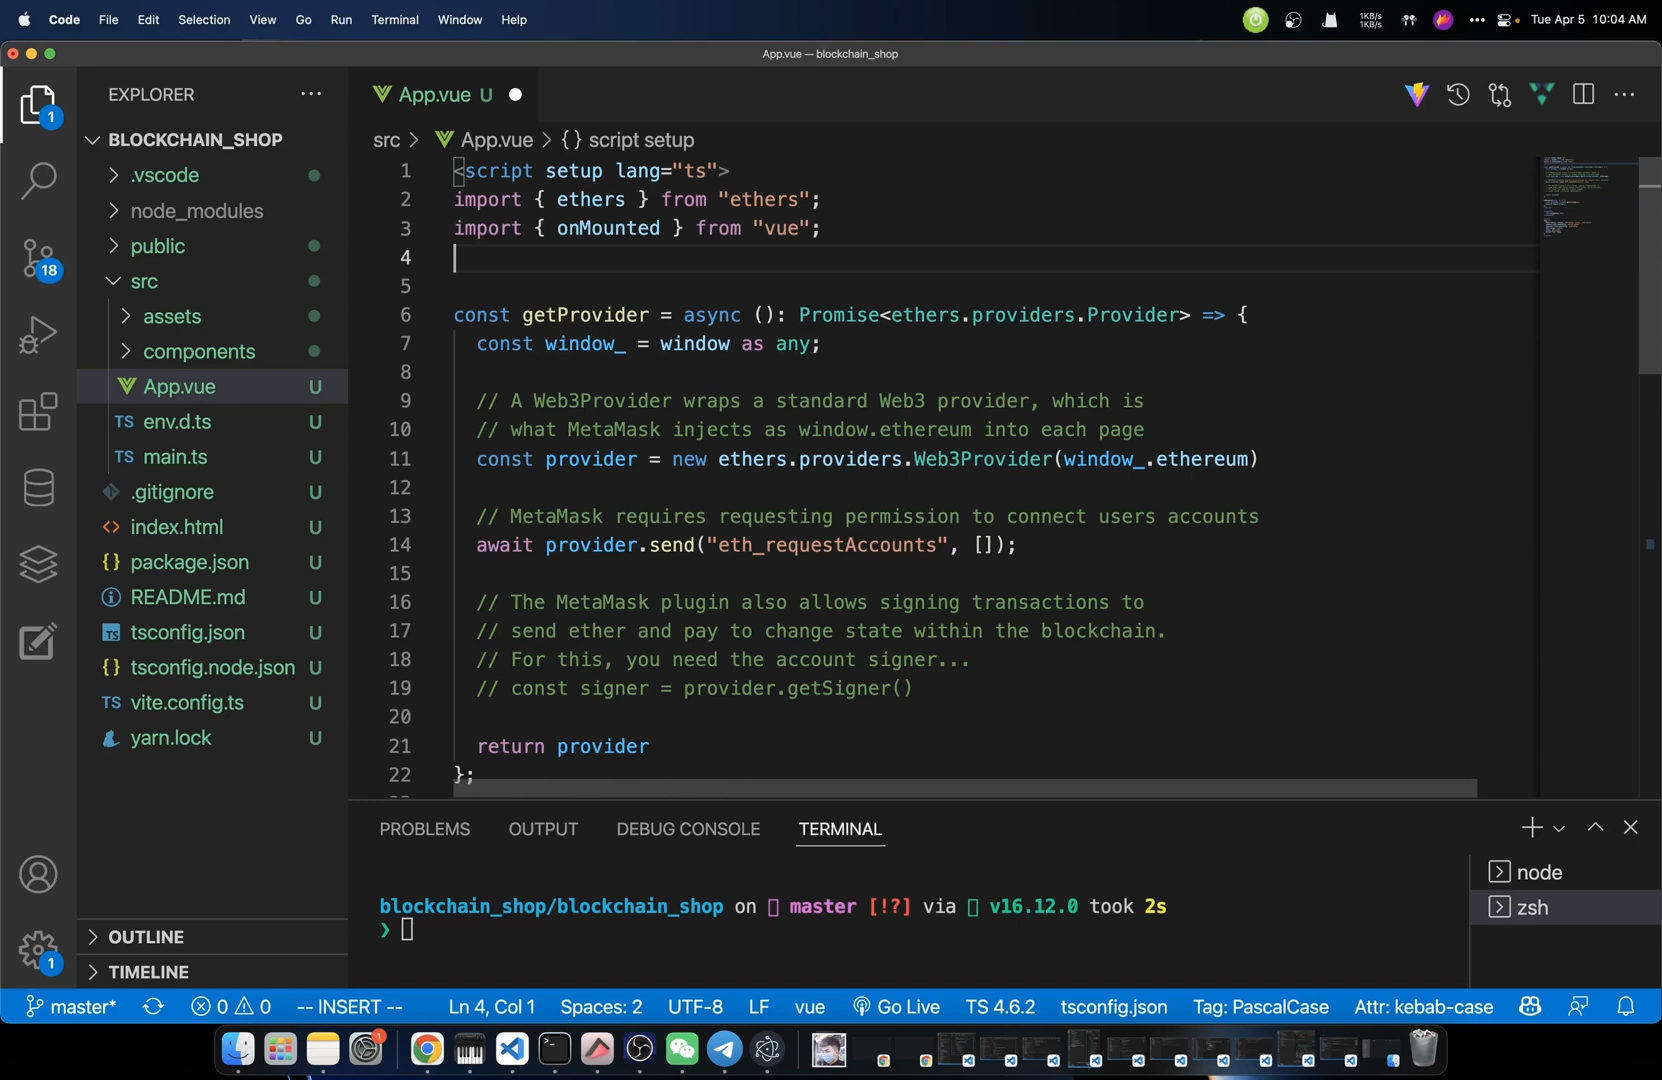 Code File Edit Selection View Go Run Terminal Window Help
1KB/s
1KB/s
Tue Apr 5 10:04 AM
App.vue — blockchain_shop
EXPLORER
BLOCKCHAIN_SHOP
.vscode
node_modules
public
src
assets
components
App.vue U
TS env.d.ts U
TS main.ts U
.gitignore U
<> index.html U
{} package.json U
README.md U
TS tsconfig.json U
{} tsconfig.node.json U
TS vite.config.ts U
yarn.lock U
OUTLINE
TIMELINE
1
18
1
App.vue U
src > App.vue > {} script setup
1 <script setup lang="ts">
2 import { ethers } from "ethers";
3 import { onMounted } from "vue";
4
5
6 const getProvider = async (): Promise<ethers.providers.Provider> => {
7 const window_ = window as any;
8
9 // A Web3Provider wraps a standard Web3 provider, which is
10 // what MetaMask injects as window.ethereum into each page
11 const provider = new ethers.providers.Web3Provider(window_.ethereum)
12
13 // MetaMask requires requesting permission to connect users accounts
14 await provider.send("eth_requestAccounts", []);
15
16 // The MetaMask plugin also allows signing transactions to
17 // send ether and pay to change state within the blockchain.
18 // For this, you need the account signer...
19 // const signer = provider.getSigner()
20
21 return provider
22 };
PROBLEMS OUTPUT DEBUG CONSOLE TERMINAL
blockchain_shop/blockchain_shop on master [!?] via v16.12.0 took 2s
❯
node
zsh
master* 0 0 -- INSERT -- Ln 4, Col 1 Spaces: 2 UTF-8 LF vue Go Live TS 4.6.2 tsconfig.json Tag: PascalCase Attr: kebab-case
1